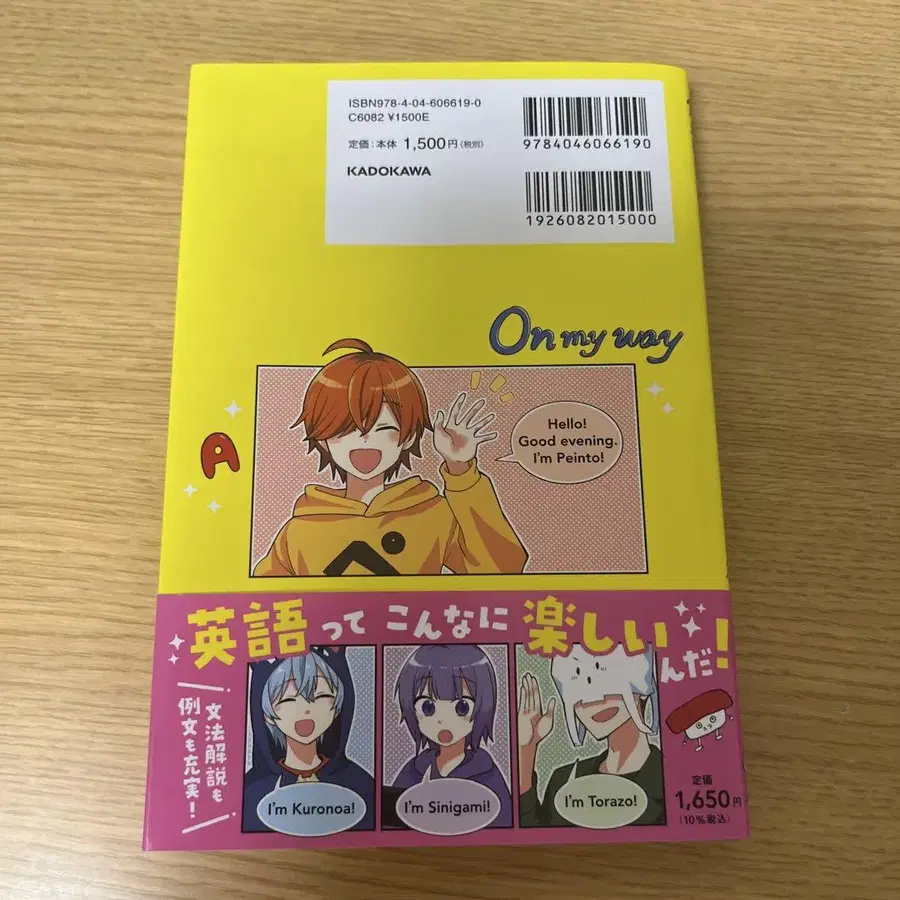 ISBN978-4-04-606619-0
C6082 ¥1500E
定価:本体 1,500円(税別)
KADOKAWA
9784046066190
1926082015000
On my way
A
Hello!
Good evening.
I'm Peinto!
ぺ
英語って こんなに 楽しいんだ!
文法解説も
例文も充実!
I'm Kuronoa!
I'm Sinigami!
I'm Torazo!
定価
1,650円
(10%税込)